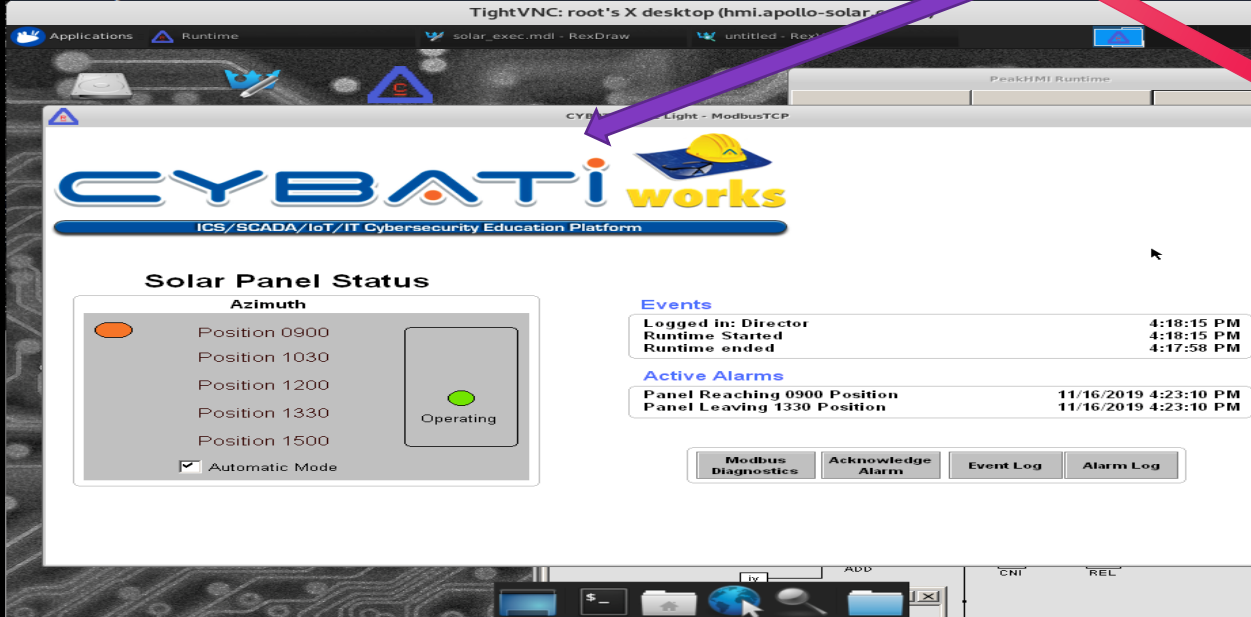 TightVNC: root's X desktop (hmi.apollo-solar.
Applications Runtime solar_exec.mdl - RexDraw untitled -
PeakHMI Runtime
Light - ModbusTCP
CYBATi
works
ICS/SCADA/IoT/IT Cybersecurity Education Platform
Solar Panel Status
Azimuth
Position 0900
Position 1030
Position 1200
Position 1330
Position 1500
Operating
Automatic Mode
Events
Logged in: Director 4:18:15 PM
Runtime Started 4:18:15 PM
Runtime ended 4:17:58 PM
Active Alarms
Panel Reaching 0900 Position 11/16/2019 4:23:10 PM
Panel Leaving 1330 Position 11/16/2019 4:23:10 PM
Modbus Diagnostics
Acknowledge Alarm
Event Log
Alarm Log
iv
ADD
CNI
REL
$_